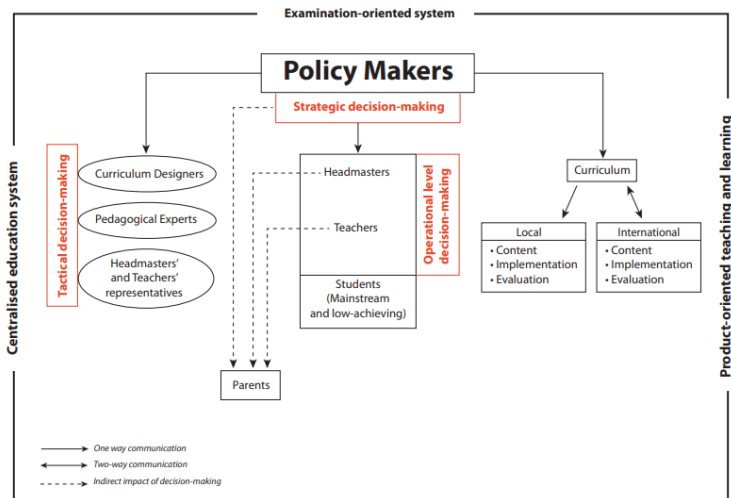 Examination-oriented system
Policy Makers
Strategic decision-making
Centralised education system
Tactical decision-making
Curriculum Designers
Pedagogical Experts
Headmasters'
and Teachers'
representatives
Headmasters
Teachers
Operational level
decision-making
Students
(Mainstream
and low-achieving)
Parents
Curriculum
Local
• Content
• Implementation
• Evaluation
International
• Content
• Implementation
• Evaluation
Product-oriented teaching and learning
One way communication
Two-way communication
Indirect impact of decision-making